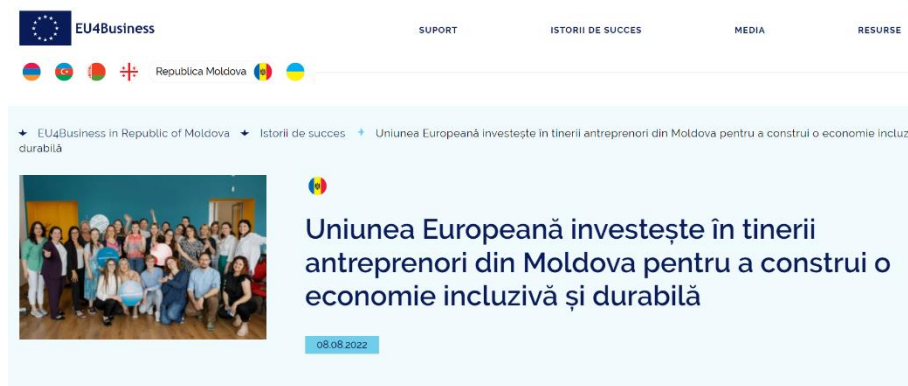 EU4Business
SUPORT ISTORII DE SUCCES MEDIA RESURSE
Republica Moldova
EU4Business in Republic of Moldova Istorii de succes Uniunea Europeană investește în tinerii antreprenori din Moldova pentru a construi o economie
durabilă
Uniunea Europeană investește în tinerii
antreprenori din Moldova pentru a construi o
economie incluzivă și durabilă
08.08.2022